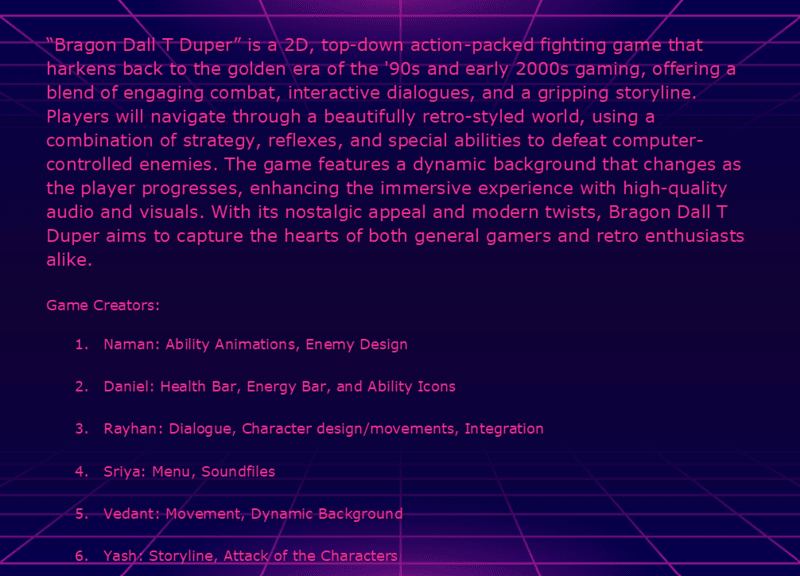 “Bragon Dall T Duper” is a 2D, top-down action-packed fighting game that
harkens back to the golden era of the '90s and early 2000s gaming, offering a
blend of engaging combat, interactive dialogues, and a gripping storyline.
Players will navigate through a beautifully retro-styled world, using a
combination of strategy, reflexes, and special abilities to defeat computer-
controlled enemies. The game features a dynamic background that changes as
the player progresses, enhancing the immersive experience with high-quality
audio and visuals. With its nostalgic appeal and modern twists, Bragon Dall T
Duper aims to capture the hearts of both general gamers and retro enthusiasts
alike.
Game Creators:
1. Naman: Ability Animations, Enemy Design
2. Daniel: Health Bar, Energy Bar, and Ability Icons
3. Rayhan: Dialogue, Character design/movements, Integration
4. Sriya: Menu, Soundfiles
5. Vedant: Movement, Dynamic Background
6. Yash: Storyline, Attack of the Characters